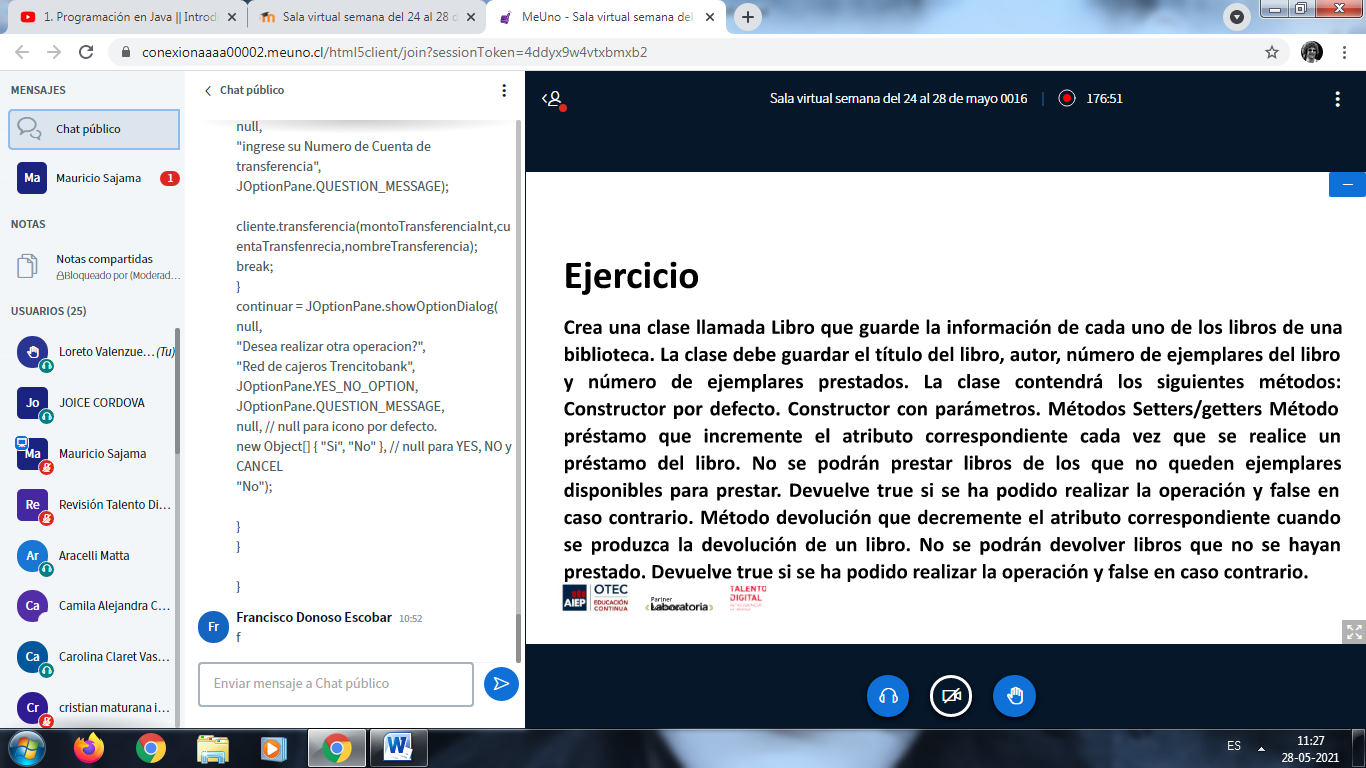 1. Programación en Java || Introd
Sala virtual semana del 24 al 28 d
MeUno - Sala virtual semana del
conexionaaaa00002.meuno.cl/html5client/join?sessionToken=4ddyx9w4vtxbmxb2
MENSAJES
Chat público
Ma
Mauricio Sajama
1
NOTAS
Notas compartidas
Bloqueado por (Moderad...
USUARIOS (25)
Loreto Valenzue... (Tu)
Jo
JOICE CORDOVA
Ma
Mauricio Sajama
Re
Revisión Talento Di...
Ar
Aracelli Matta
Ca
Camila Alejandra C...
Ca
Carolina Claret Vas...
Cr
cristian maturana i...
Chat público
null,
"ingrese su Numero de Cuenta de
transferencia",
JOptionPane.QUESTION_MESSAGE);
cliente.transferencia(montoTransferenciaInt,cu
entaTransfenrecia,nombreTransferencia);
break;
}
continuar = JOptionPane.showOptionDialog(
null,
"Desea realizar otra operacion?",
"Red de cajeros Trencitobank",
JOptionPane.YES_NO_OPTION,
JOptionPane.QUESTION_MESSAGE,
null, // null para icono por defecto.
new Object[] { "Si", "No" }, // null para YES, NO y
CANCEL
"No");
}
}
}
Fr
Francisco Donoso Escobar 10:52
f
Enviar mensaje a Chat público
Sala virtual semana del 24 al 28 de mayo 0016 | 176:51
Ejercicio
Crea una clase llamada Libro que guarde la información de cada uno de los libros de una
biblioteca. La clase debe guardar el título del libro, autor, número de ejemplares del libro
y número de ejemplares prestados. La clase contendrá los siguientes métodos:
Constructor por defecto. Constructor con parámetros. Métodos Setters/getters Método
préstamo que incremente el atributo correspondiente cada vez que se realice un
préstamo del libro. No se podrán prestar libros de los que no queden ejemplares
disponibles para prestar. Devuelve true si se ha podido realizar la operación y false en
caso contrario. Método devolución que decremente el atributo correspondiente cuando
se produzca la devolución de un libro. No se podrán devolver libros que no se hayan
prestado. Devuelve true si se ha podido realizar la operación y false en caso contrario.
AIEP
OTEC
EDUCACIÓN
CONTINUA
Partner
Laboratoria
TALENTO
DIGITAL
ES
11:27
28-05-2021